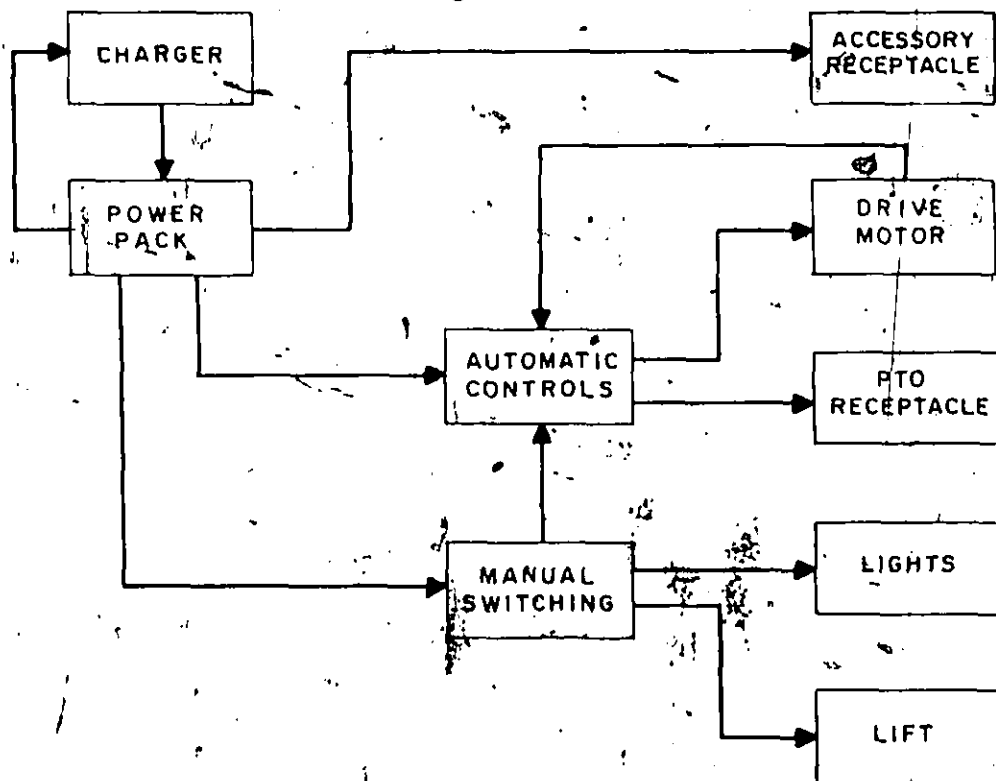 CHARGER
ACCESSORY
RECEPTACLE
POWER
PACK
DRIVE
MOTOR
AUTOMATIC
CONTROLS
PTO
RECEPTACLE
MANUAL
SWITCHING
LIGHTS
LIFT